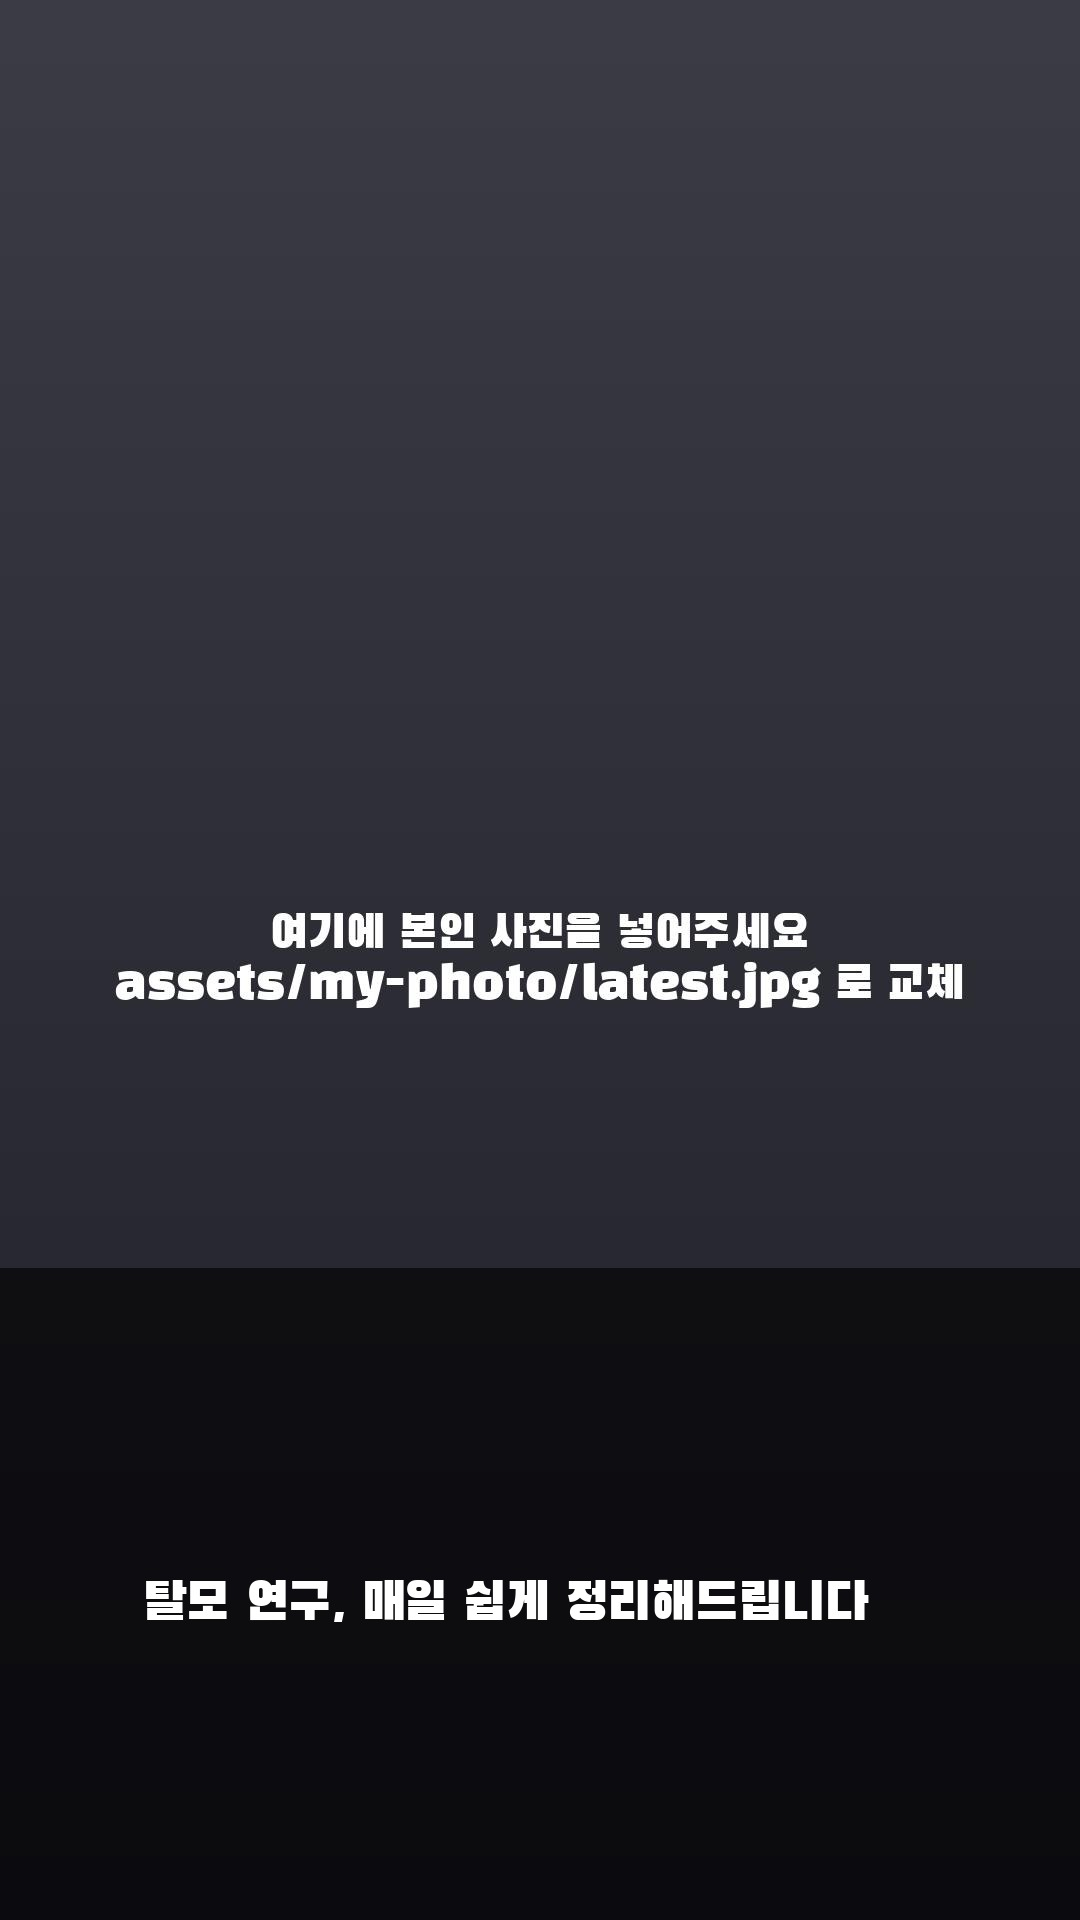 여기에 본인 사진을 넣어주세요
assets/my-photo/latest.jpg 로 교체
탈모 연구, 매일 쉽게 정리해드립니다